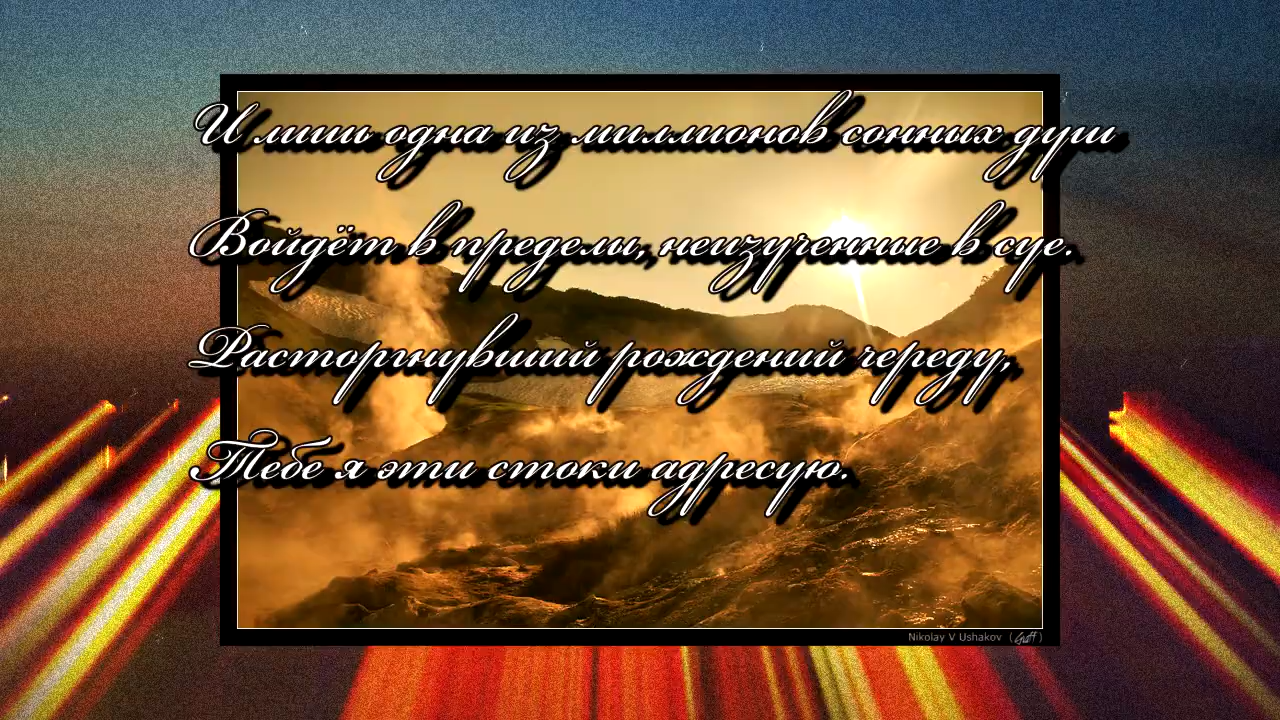 И лишь одна из миллионов сонных душ
Войдёт в пределы, неизученные в суе.
Расторгнувший рождений череду,
Тебе я эти стоки адресую.
Nikolay V Ushakov (Gaff)